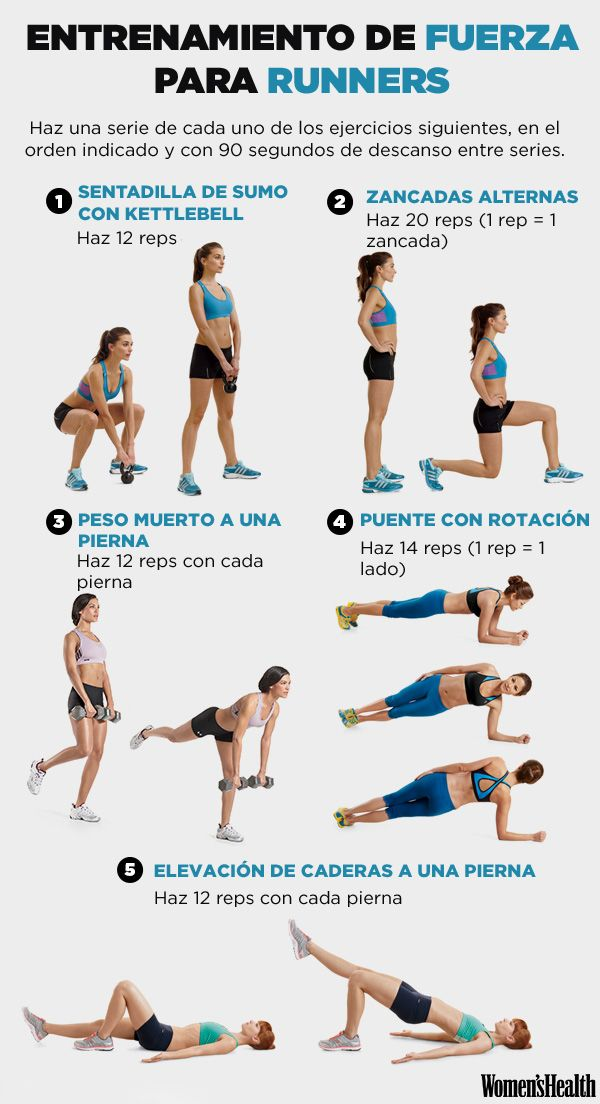 ENTRENAMIENTO DE FUERZA
PARA RUNNERS
Haz una serie de cada uno de los ejercicios siguientes, en el
orden indicado y con 90 segundos de descanso entre series.
1 SENTADILLA DE SUMO
CON KETTLEBELL
Haz 12 reps
2 ZANCADAS ALTERNAS
Haz 20 reps (1 rep = 1
zancada)
3 PESO MUERTO A UNA
PIERNA
Haz 12 reps con cada
pierna
4 PUENTE CON ROTACIÓN
Haz 14 reps (1 rep = 1
lado)
5 ELEVACIÓN DE CADERAS A UNA PIERNA
Haz 12 reps con cada pierna
Women'sHealth